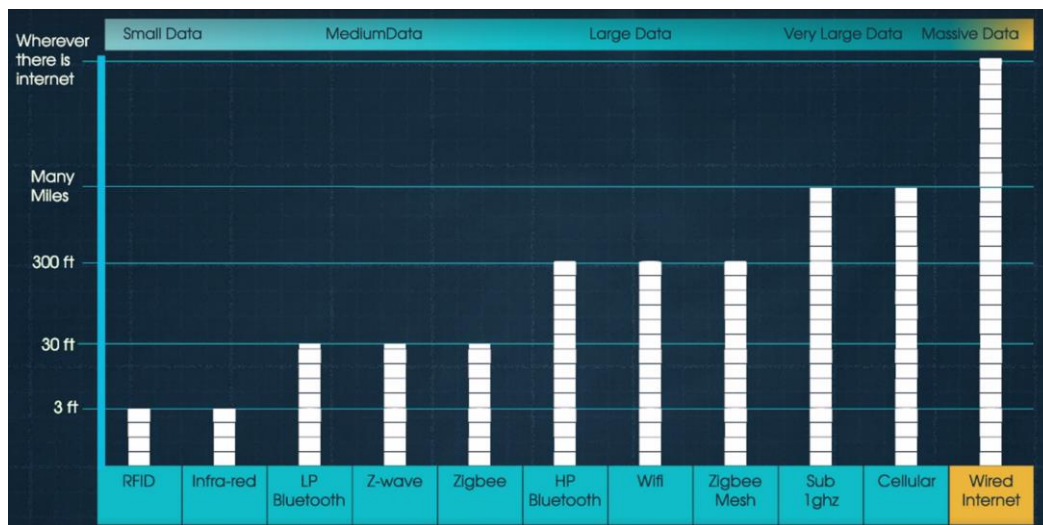 Small Data
MediumData
Large Data
Very Large Data
Massive Data
Wherever
there is
internet
Many
Miles
300 ft
30 ft
3 ft
RFID
Infra-red
LP
Bluetooth
Z-wave
Zigbee
HP
Bluetooth
Wifi
Zigbee
Mesh
Sub
1ghz
Cellular
Wired
Internet